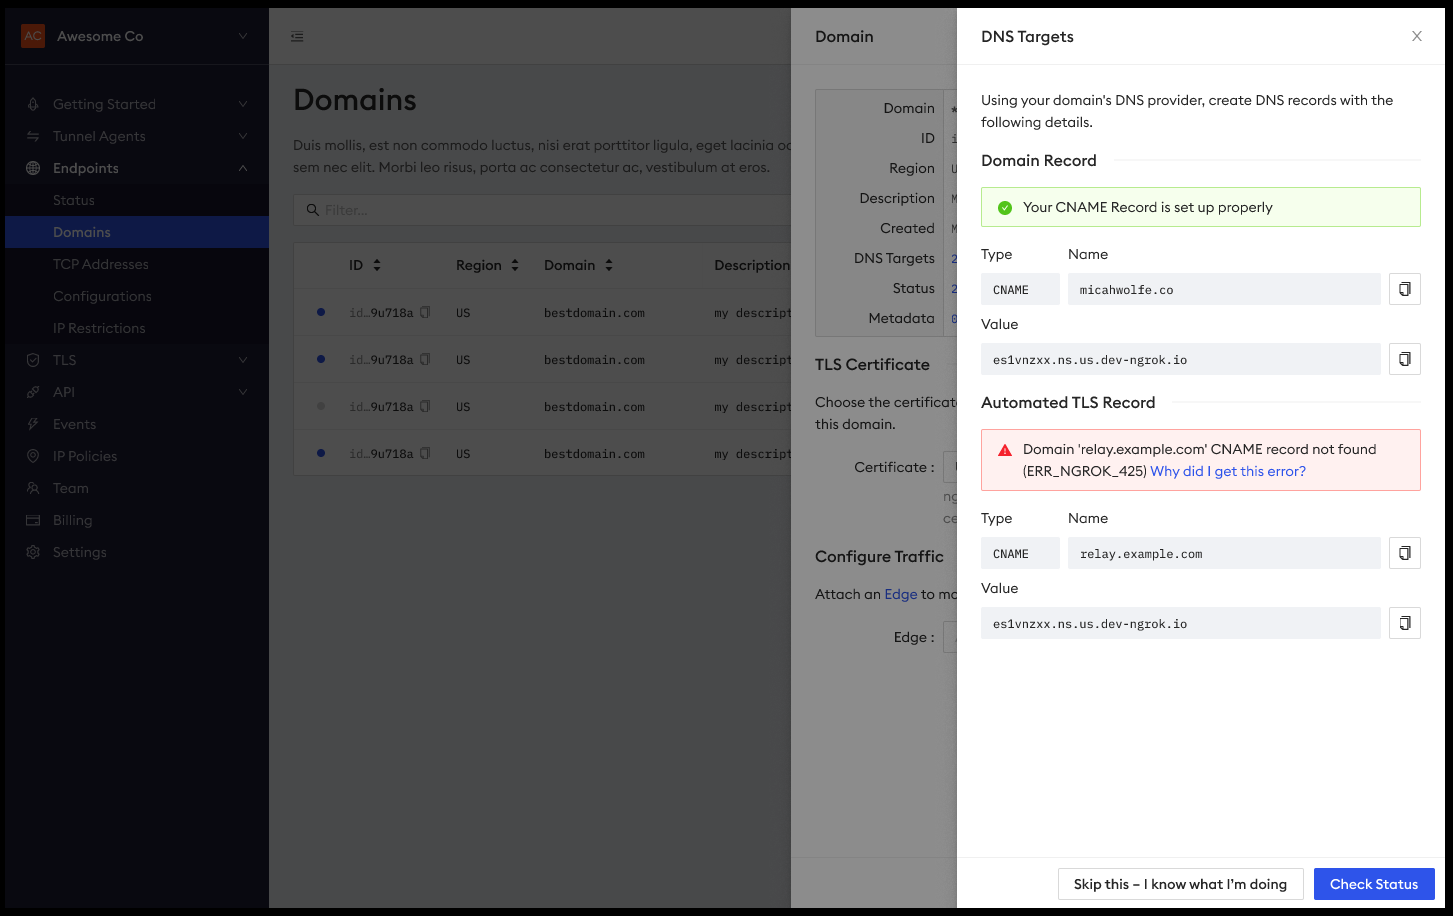 AC Awesome Co
Getting Started
Tunnel Agents
Endpoints
Status
Domains
TCP Addresses
Configurations
IP Restrictions
TLS
API
Events
IP Policies
Team
Billing
Settings
Domains
Duis mollis, est non commodo luctus, nisi erat porttitor ligula, eget lacinia
sem nec elit. Morbi leo risus, porta ac consectetur ac, vestibulum at eros.
Filter...
ID Region Domain Description
id…9u718a US bestdomain.com my descript
id…9u718a US bestdomain.com my descript
id…9u718a US bestdomain.com my descript
id…9u718a US bestdomain.com my descript
Domain
Domain *
ID
Region
Description
Created
DNS Targets 2
Status 2
Metadata 0
TLS Certificate
Choose the certificat
this domain.
Certificate :
ng
ce
Configure Traffic
Attach an Edge to mo
Edge :
DNS Targets
X
Using your domain's DNS provider, create DNS records with the
following details.
Domain Record
Your CNAME Record is set up properly
Type Name
CNAME micahwolfe.co
Value
es1vnzxx.ns.us.dev-ngrok.io
Automated TLS Record
Domain 'relay.example.com' CNAME record not found
(ERR_NGROK_425) Why did I get this error?
Type Name
CNAME relay.example.com
Value
es1vnzxx.ns.us.dev-ngrok.io
Skip this – I know what I'm doing
Check Status